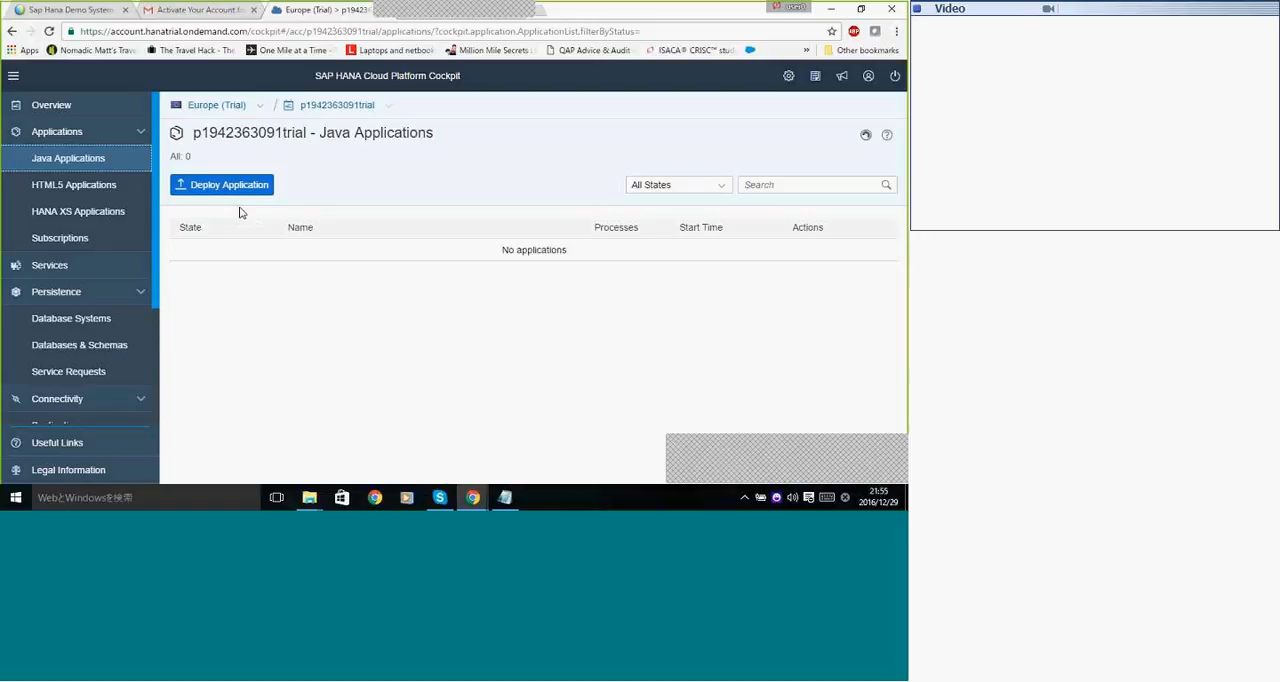 Sap Hana Demo System
Activate Your Account fo
Europe (Trial) > p19423
user0
https://account.hanatrial.ondemand.com/cockpit#/acc/p1942363091trial/applications/?cockpit.application.ApplicationList.filterByStatus=
Apps Nomadic Matt's Trave The Travel Hack - The One Mile at a Time - Laptops and netbook Million Mile Secrets QAP Advice & Audit ISACA® CRISC™ stud » Other bookmarks
SAP HANA Cloud Platform Cockpit
Video
Overview
Applications
Java Applications
HTML5 Applications
HANA XS Applications
Subscriptions
Services
Persistence
Database Systems
Databases & Schemas
Service Requests
Connectivity
Useful Links
Legal Information
Europe (Trial) / p1942363091trial
p1942363091trial - Java Applications
All: 0
Deploy Application
All States
Search
State Name Processes Start Time Actions
No applications
WebとWindowsを検索
21:55
2016/12/29